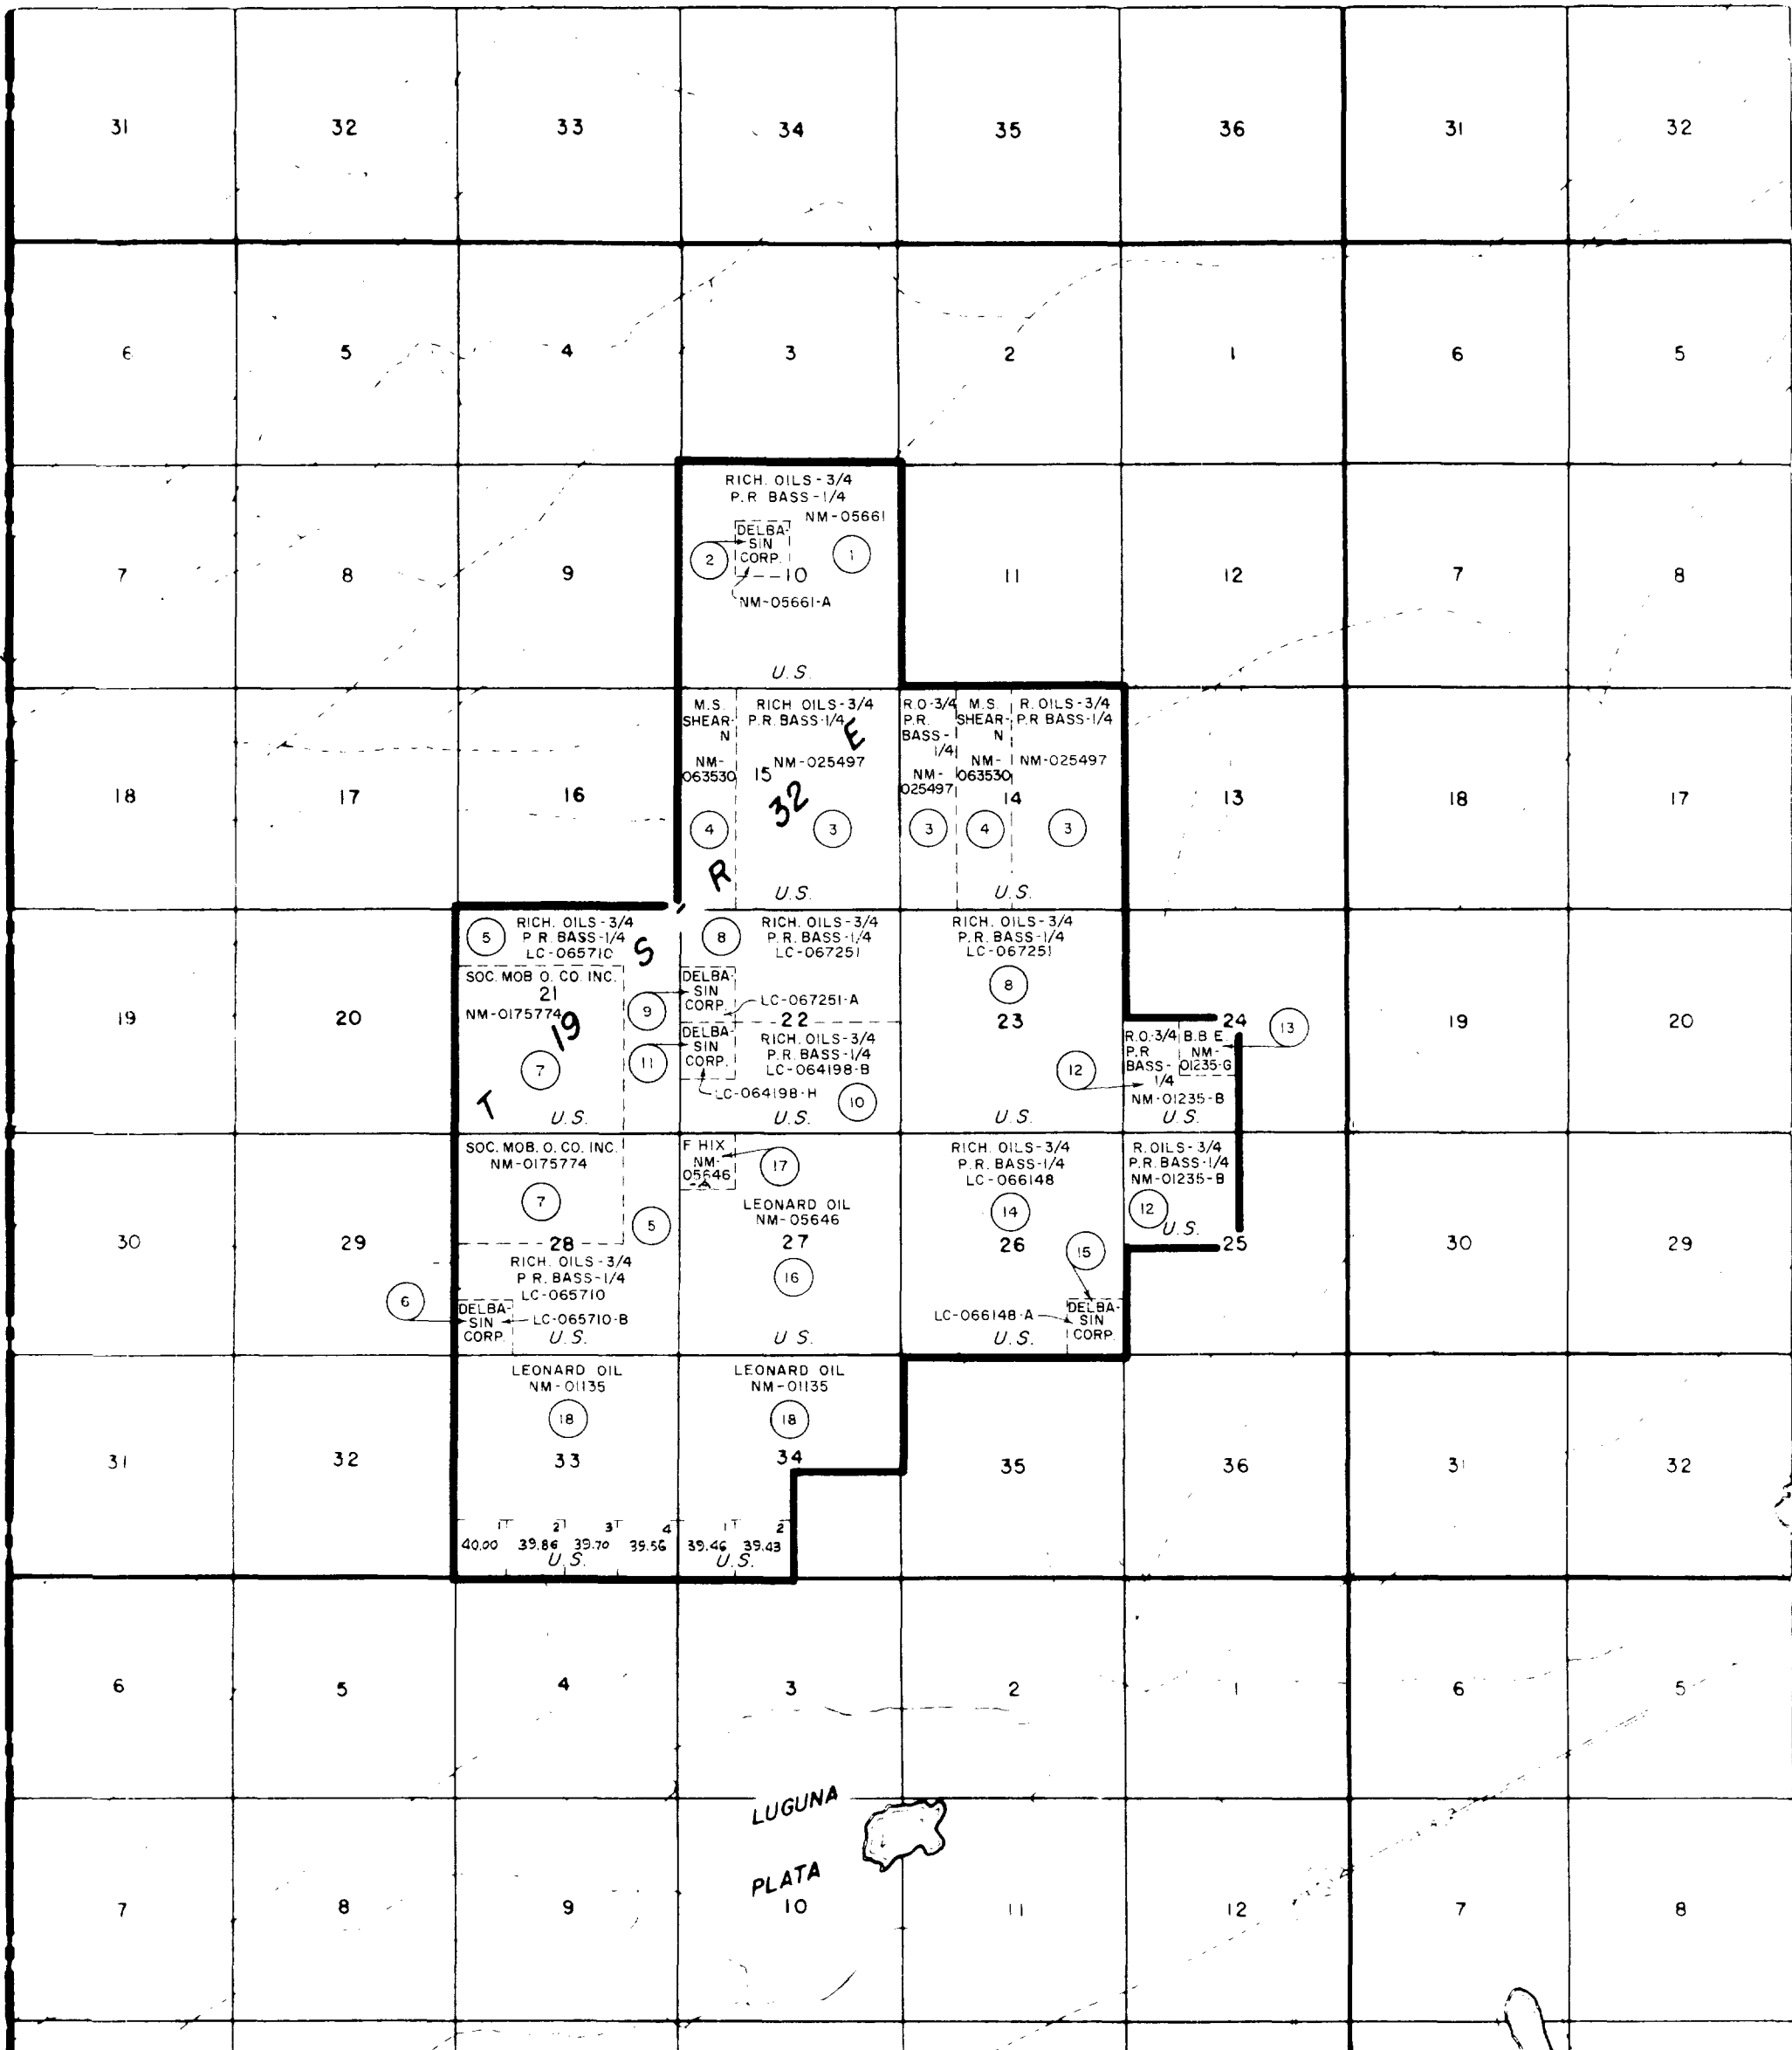 31 32 33 34 35 36 31 32
6 5 4 3 2 1 6 5
RICH. OILS-3/4
P.R BASS-1/4
NM-05661
DELBA-
SIN
CORP.
2
1
7 8 9 10 11 12 7 8
NM-05661-A
U.S.
M.S.
SHEAR-
N
NM-
063530
4
RICH OILS-3/4
P.R. BASS-1/4
NM-025497
15
3
U.S.
R.O-3/4
P.R.
BASS-
1/4
NM-
025497
3
M.S.
SHEAR-
N
NM-
063530
4
R. OILS-3/4
P.R BASS-1/4
NM-025497
14
3
U.S.
18 17 16 13 18 17
T 19 S R 32 E
5
RICH. OILS-3/4
P R. BASS-1/4
LC-065710
SOC. MOB O. CO. INC.
21
NM-0175774
7
U.S.
8
RICH. OILS-3/4
P.R. BASS-1/4
LC-067251
DELBA-
SIN
CORP.
9
LC-067251-A
22
DELBA-
SIN
CORP.
11
RICH. OILS-3/4
P.R. BASS-1/4
LC-064198-B
LC-064198-H
10
U.S.
RICH. OILS-3/4
P.R. BASS-1/4
LC-067251
8
23
12
U.S.
24
13
R.O.-3/4
P.R
BASS-
1/4
NM-01235-B
U.S.
B.B E.
NM-
01235-G
19 20 19 20
SOC. MOB. O. CO. INC.
NM-0175774
7
5
28
RICH. OILS-3/4
P R. BASS-1/4
LC-065710
6
DELBA-
SIN
CORP.
LC-065710-B
U.S.
F HIX
NM-
05646
-A
17
LEONARD OIL
NM-05646
27
16
U S.
RICH. OILS-3/4
P.R. BASS-1/4
LC-066148
14
26
15
LC-066148-A
DELBA-
SIN
CORP.
U.S.
R. OILS-3/4
P.R. BASS-1/4
NM-01235-B
12
U.S.
25
30 29 30 29
LEONARD OIL
NM-01135
18
33
LEONARD OIL
NM-01135
18
34
31 32 35 36 31 32
1 2 3 4 1 2
40.00 39.86 39.70 39.56 39.46 39.43
U.S. U.S.
6 5 4 3 2 1 6 5
LUGUNA
PLATA
7 8 9 10 11 12 7 8